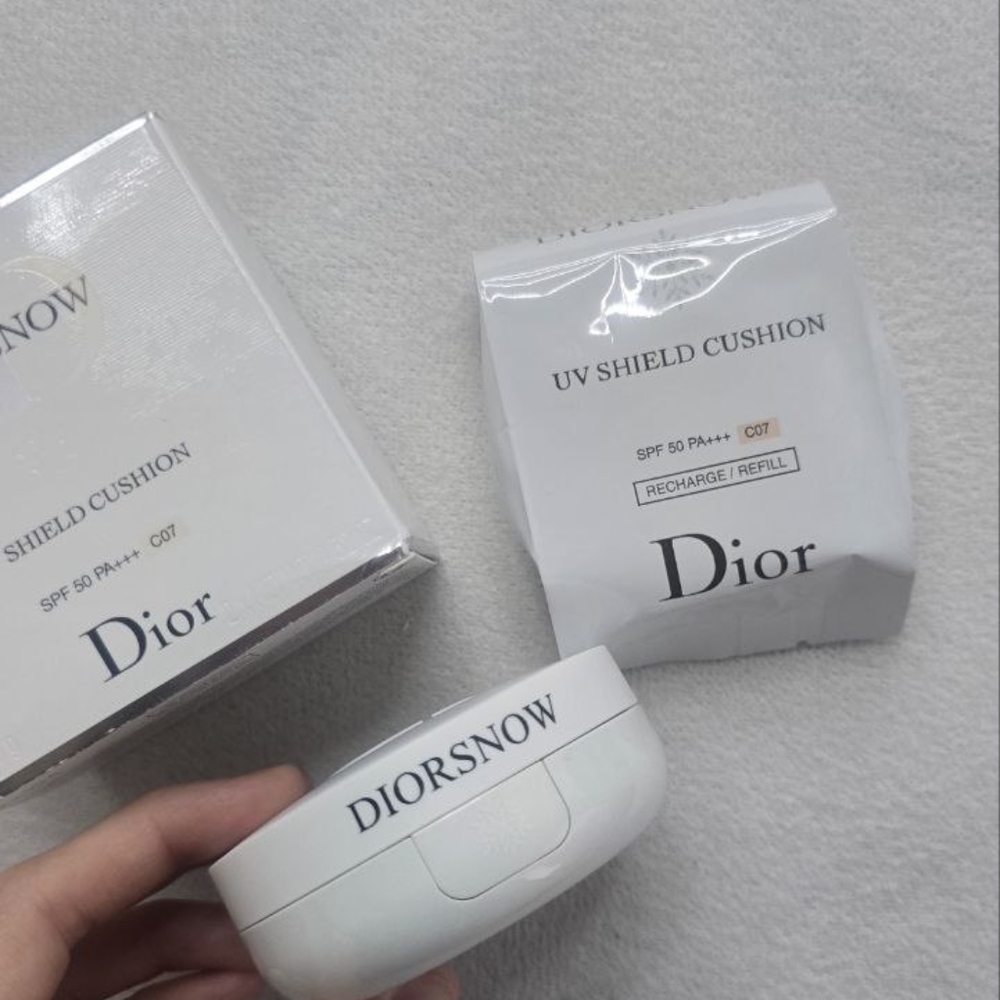 SNOW
SHIELD CUSHION
SPF 50 PA+++ C07
Dior
DIORSNOW
UV SHIELD CUSHION
SPF 50 PA+++ C07
RECHARGE / REFILL
Dior
DIORSNOW